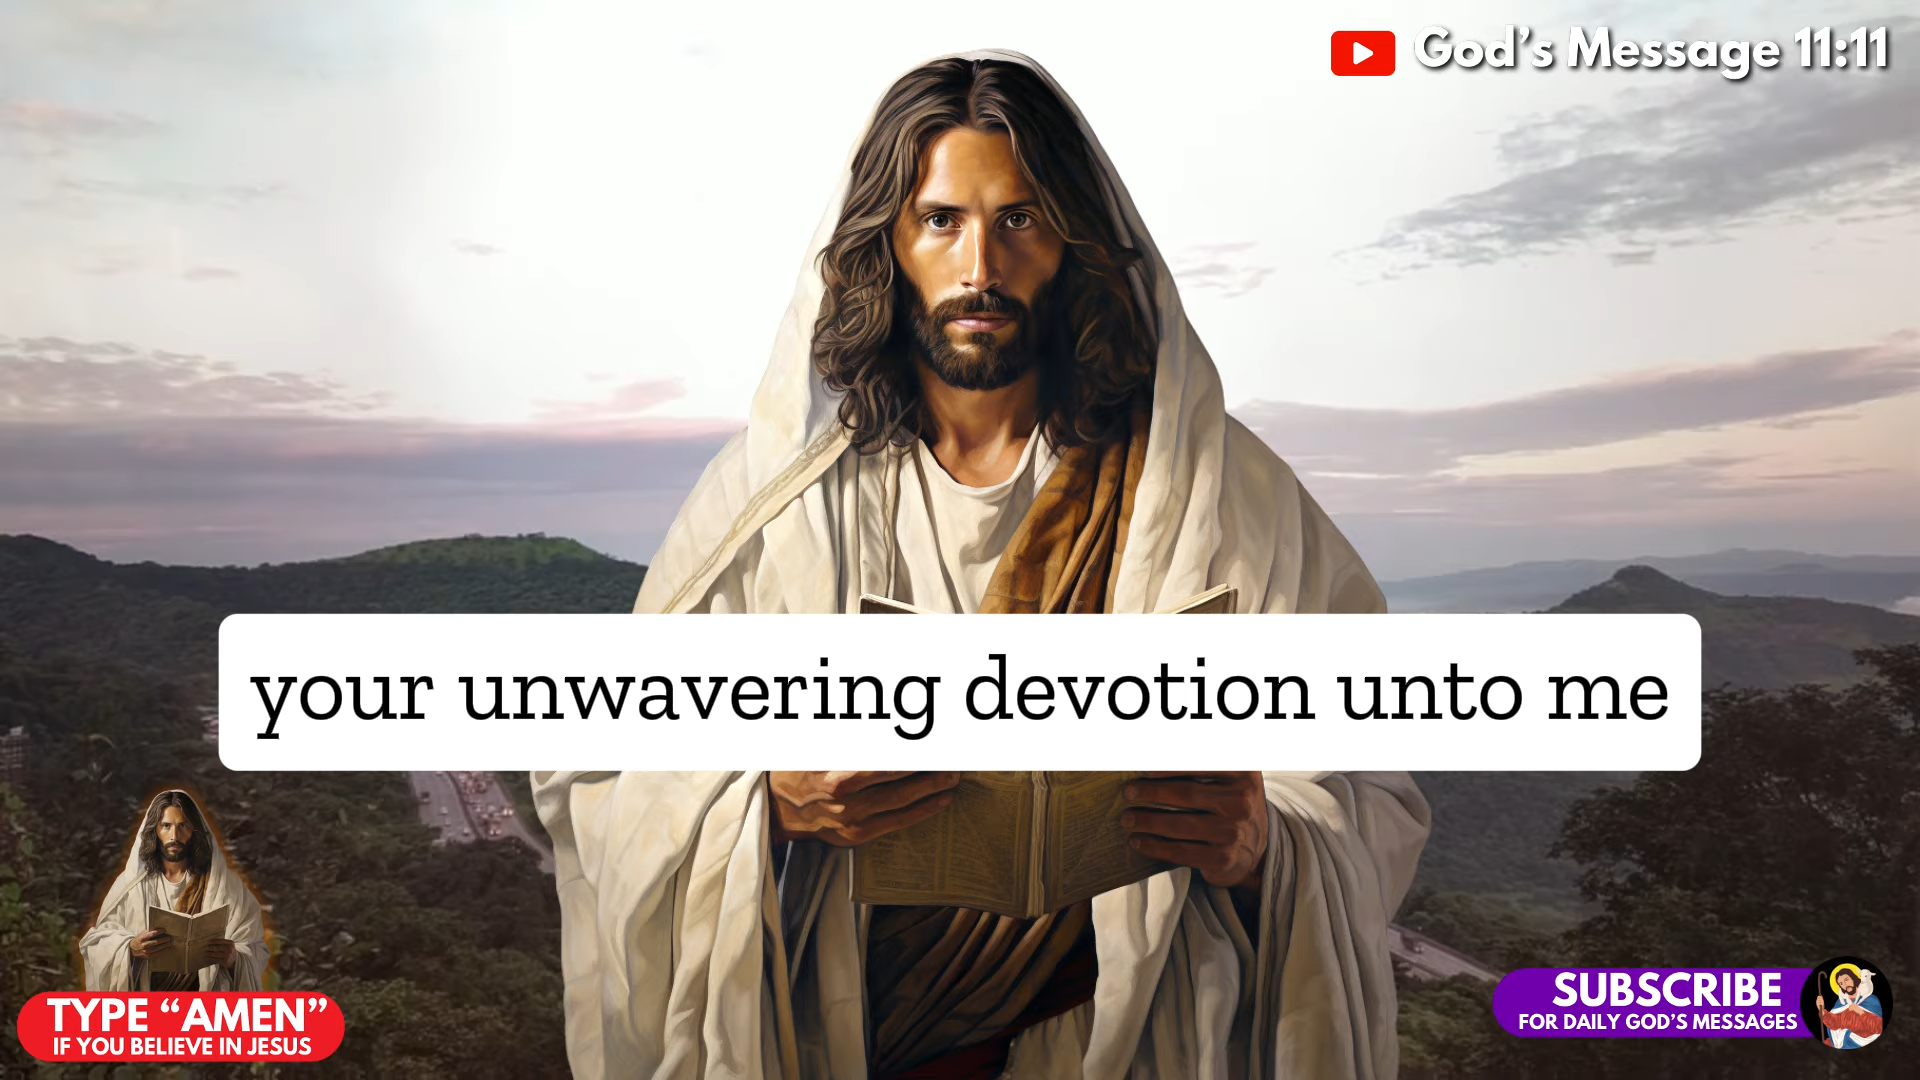 God's Message 11:11
your unwavering devotion unto me
TYPE “AMEN”
IF YOU BELIEVE IN JESUS
SUBSCRIBE
FOR DAILY GOD'S MESSAGES